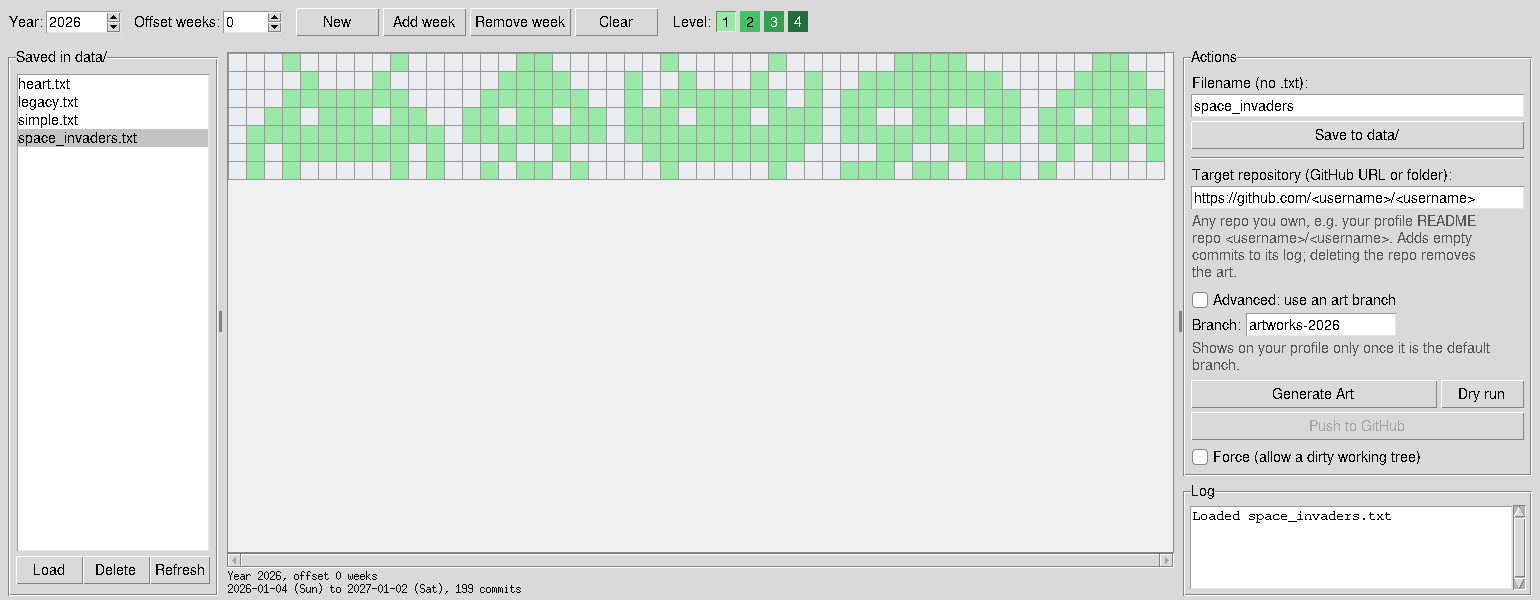 Year: 2026 Offset weeks: 0 New Add week Remove week Clear Level: 1 2 3 4
Saved in data/
heart.txt
legacy.txt
simple.txt
space_invaders.txt
Load Delete Refresh
Year 2026, offset 0 weeks
2026-01-04 (Sun) to 2027-01-02 (Sat), 199 commits
Actions
Filename (no .txt):
space_invaders
Save to data/
Target repository (GitHub URL or folder):
https://github.com/<username>/<username>
Any repo you own, e.g. your profile README
repo <username>/<username>. Adds empty
commits to its log; deleting the repo removes
the art.
Advanced: use an art branch
Branch: artworks-2026
Shows on your profile only once it is the default
branch.
Generate Art Dry run
Push to GitHub
Force (allow a dirty working tree)
Log
Loaded space_invaders.txt